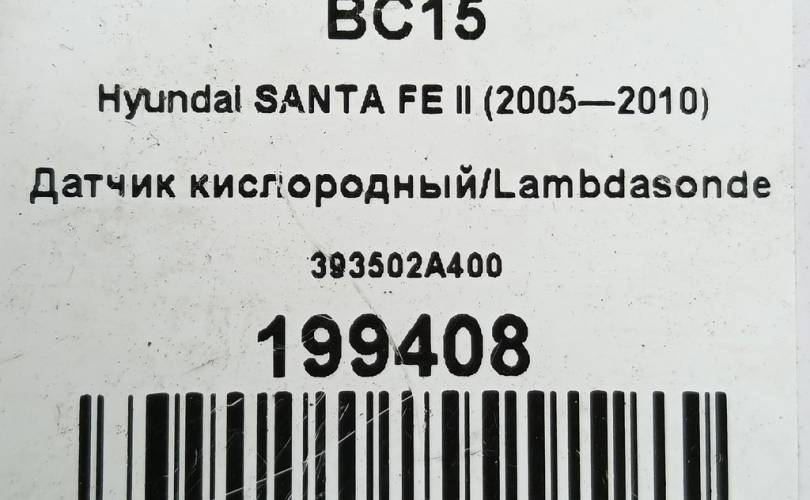 BC15
Hyundai SANTA FE II (2005—2010)
Датчик кислородный/Lambdasonde
393502A400
199408